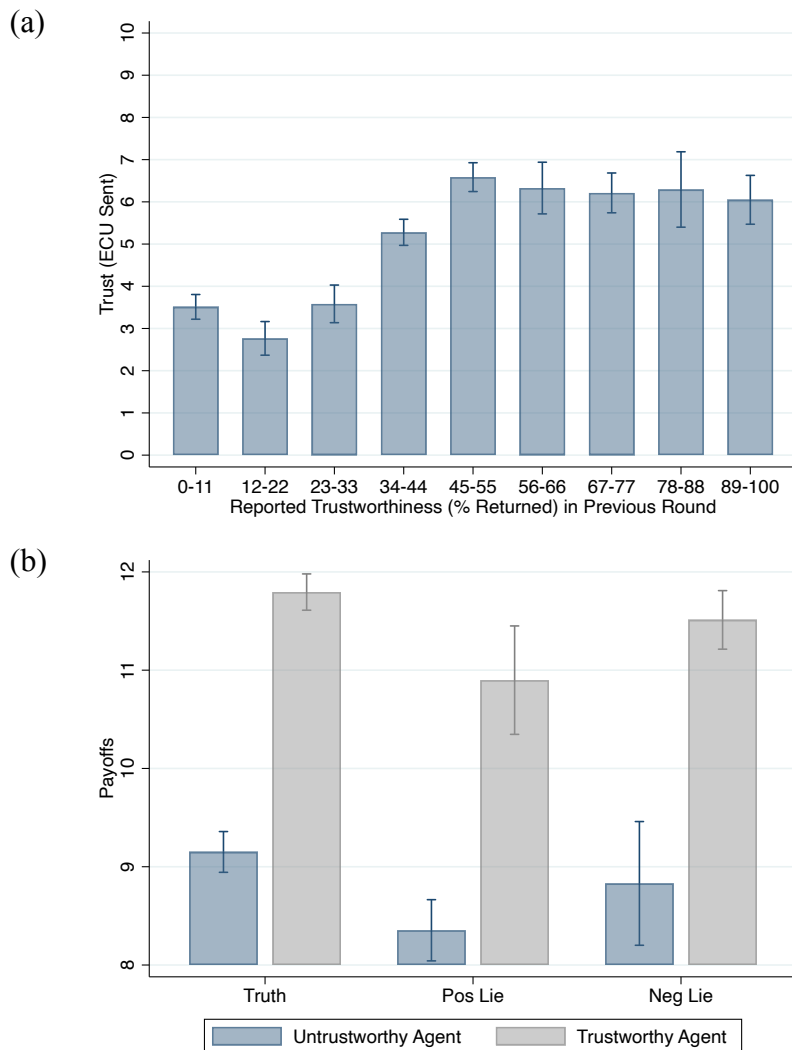 (a)
10
9
8
7
6
5
4
3
2
1
0
Trust (ECU Sent)
0-11 12-22 23-33 34-44 45-55 56-66 67-77 78-88 89-100
Reported Trustworthiness (% Returned) in Previous Round
(b)
12
11
10
9
8
Payoffs
Truth Pos Lie Neg Lie
Untrustworthy Agent Trustworthy Agent